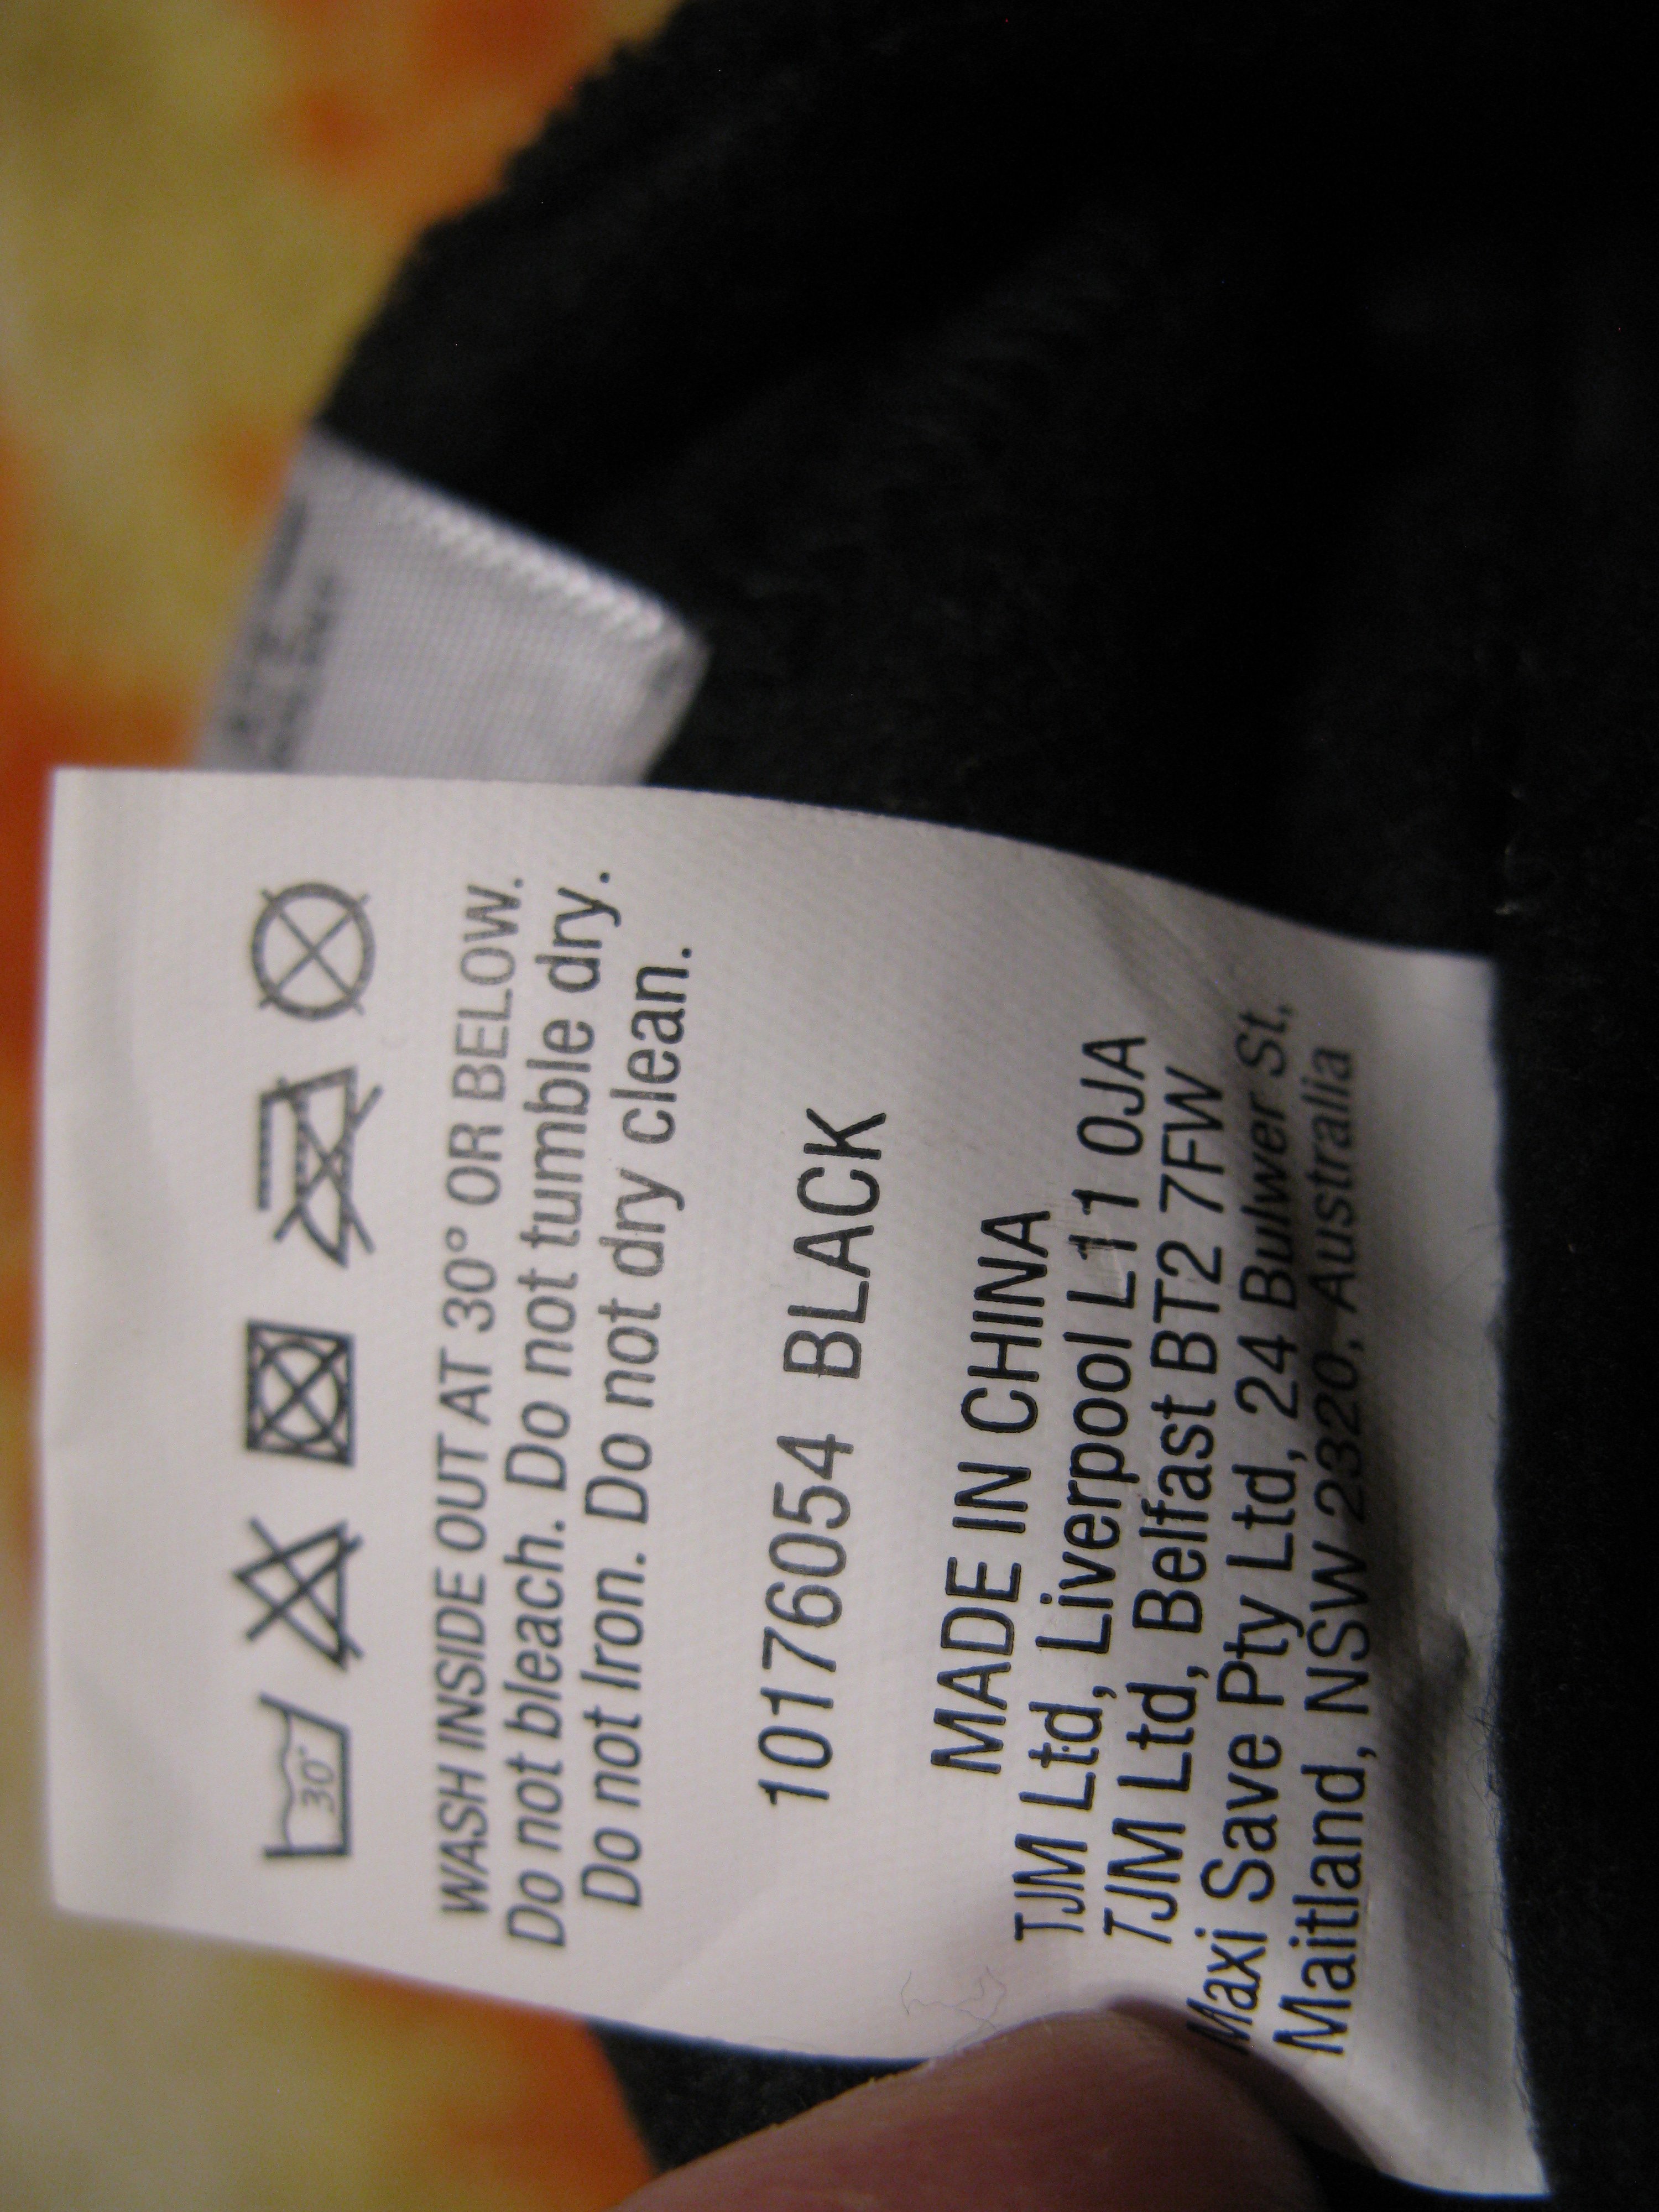 30°
WASH INSIDE OUT AT 30° OR BELOW.
Do not bleach. Do not tumble dry.
Do not Iron. Do not dry clean.
10176054 BLACK
MADE IN CHINA
TJM Ltd, Liverpool L11 0JA
TJM Ltd, Belfast BT2 7FW
Maxi Save Pty Ltd, 24 Bulwer St,
Maitland, NSW 2320, Australia